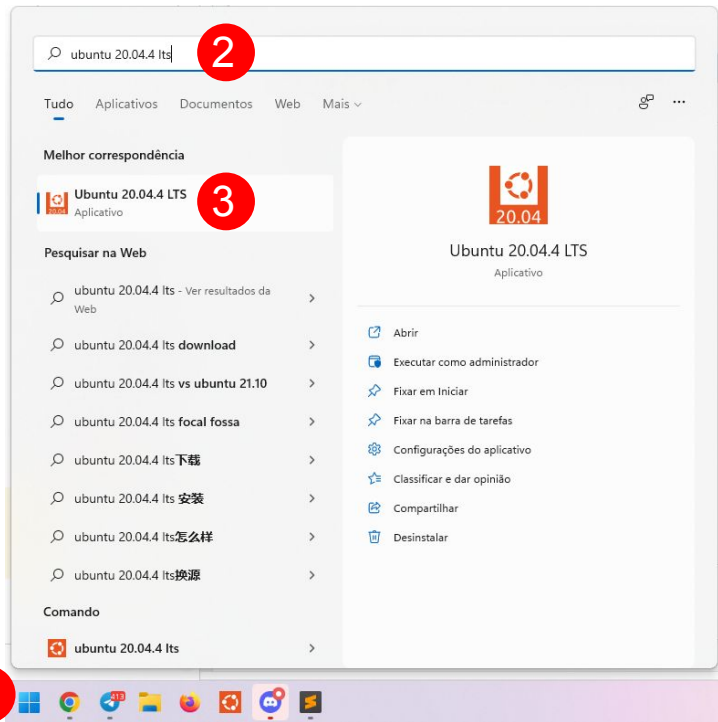 ubuntu 20.04.4 lts
2
Tudo Aplicativos Documentos Web Mais
Melhor correspondência
20.04
Ubuntu 20.04.4 LTS
Aplicativo
3
Pesquisar na Web
ubuntu 20.04.4 lts - Ver resultados da
Web
ubuntu 20.04.4 lts download
ubuntu 20.04.4 lts vs ubuntu 21.10
ubuntu 20.04.4 lts focal fossa
ubuntu 20.04.4 lts下载
ubuntu 20.04.4 lts 安装
ubuntu 20.04.4 lts怎么样
ubuntu 20.04.4 lts换源
Comando
ubuntu 20.04.4 lts
20.04
Ubuntu 20.04.4 LTS
Aplicativo
Abrir
Executar como administrador
Fixar em Iniciar
Fixar na barra de tarefas
Configurações do aplicativo
Classificar e dar opinião
Compartilhar
Desinstalar
413